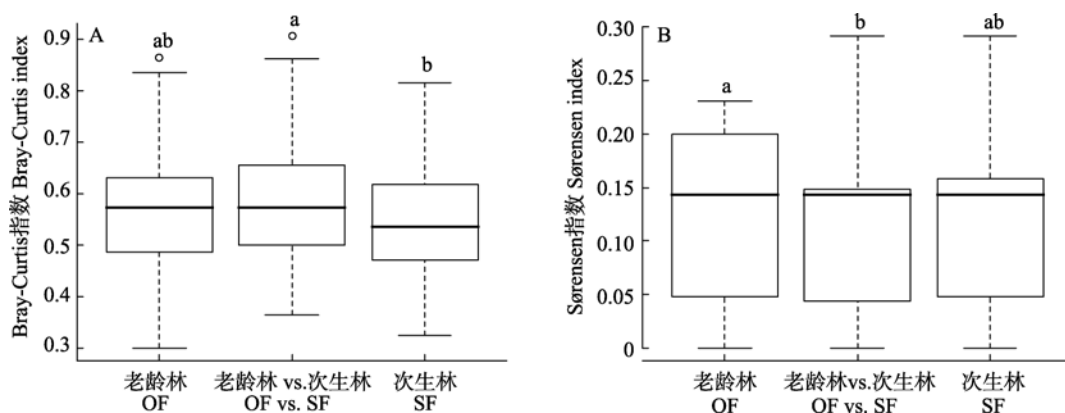 A
Bray-Curtis指数 Bray-Curtis index
0.9
0.8
0.7
0.6
0.5
0.4
0.3
ab
a
b
老龄林
OF
老龄林 vs.次生林
OF vs. SF
次生林
SF
B
Sørensen指数 Sørensen index
0.30
0.25
0.20
0.15
0.10
0.05
0
a
b
ab
老龄林
OF
老龄林vs.次生林
OF vs. SF
次生林
SF